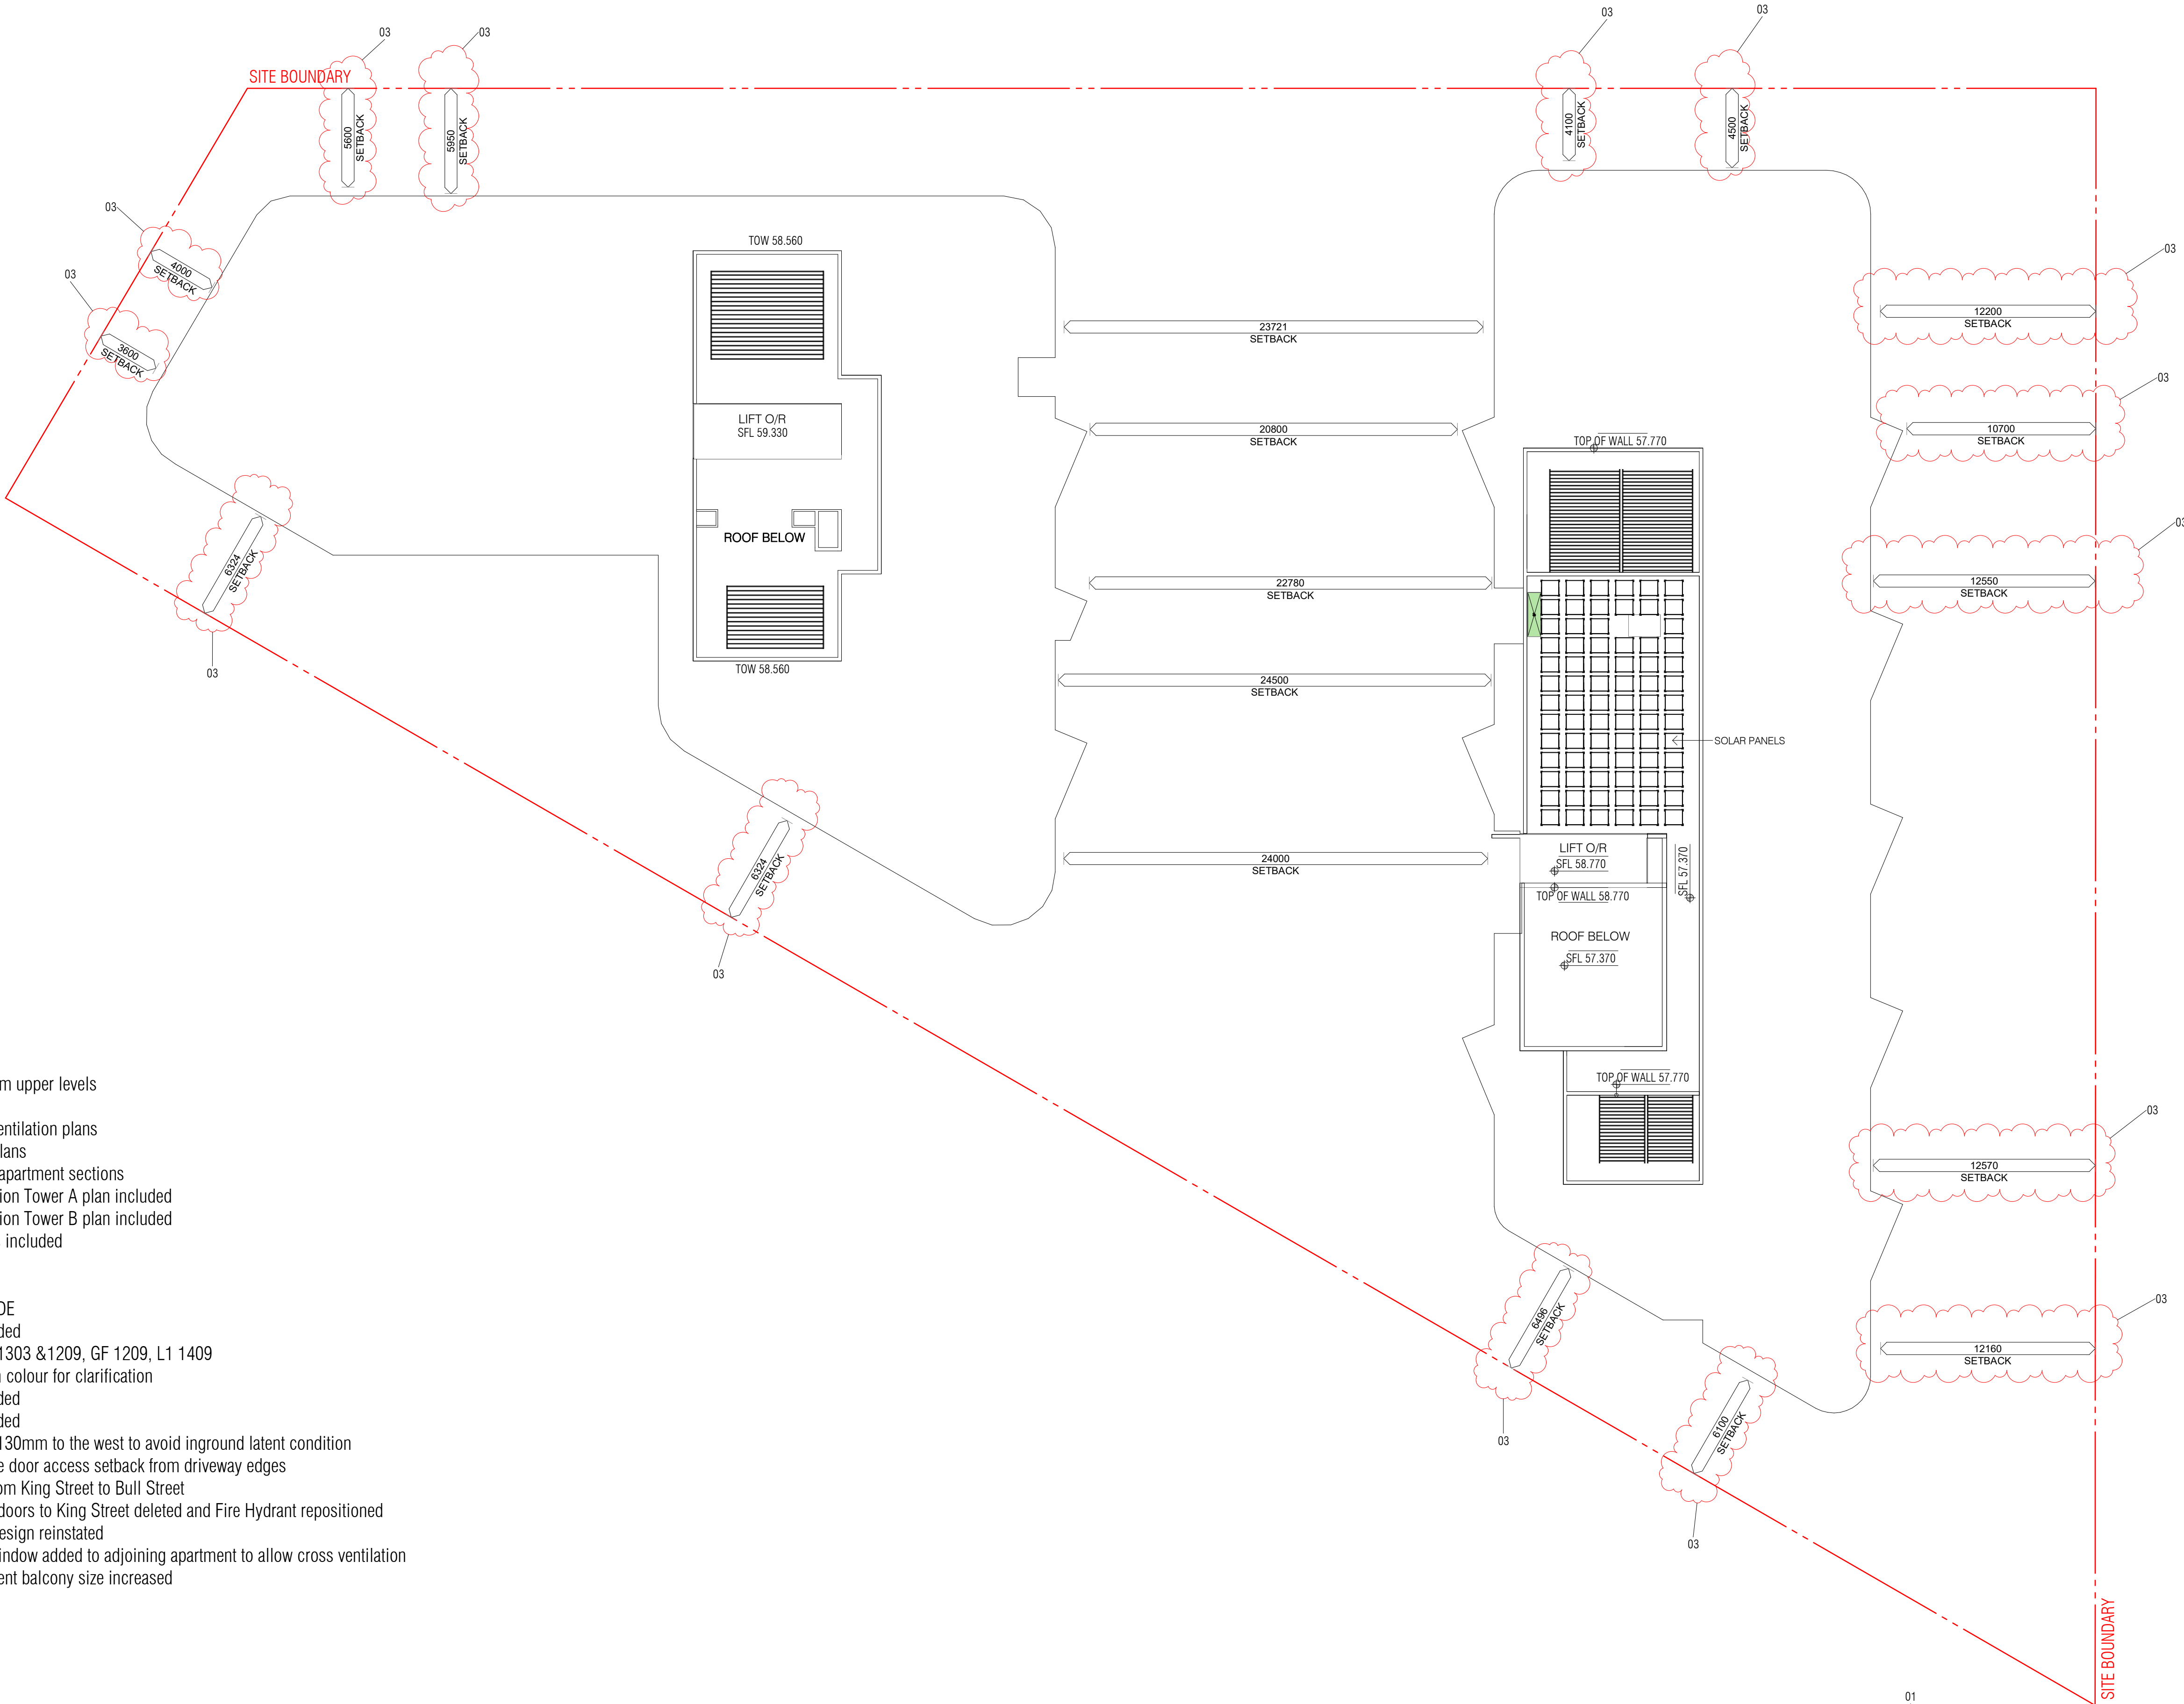 03
03
03
03
SITE BOUNDARY
5600
SETBACK
5950
SETBACK
4100
SETBACK
4500
SETBACK
03
4000
SETBACK
03
3600
SETBACK
TOW 58.560
LIFT O/R
SFL 59.330
ROOF BELOW
TOW 58.560
23721
SETBACK
20800
SETBACK
22780
SETBACK
24500
SETBACK
24000
SETBACK
03
12200
SETBACK
03
10700
SETBACK
03
12550
SETBACK
TOP OF WALL 57.770
SOLAR PANELS
LIFT O/R
SFL 58.770
TOP OF WALL 58.770
SFL 57.370
ROOF BELOW
SFL 57.370
TOP OF WALL 57.770
6324
SETBACK
03
6324
SETBACK
03
03
12570
SETBACK
03
12160
SETBACK
6496
SETBACK
03
6100
SETBACK
03
m upper levels
entilation plans
lans
apartment sections
ion Tower A plan included
ion Tower B plan included
included
DE
ded
1303 &1209, GF 1209, L1 1409
colour for clarification
ded
ded
130mm to the west to avoid inground latent condition
e door access setback from driveway edges
om King Street to Bull Street
doors to King Street deleted and Fire Hydrant repositioned
esign reinstated
indow added to adjoining apartment to allow cross ventilation
ent balcony size increased
SITE BOUNDARY
01